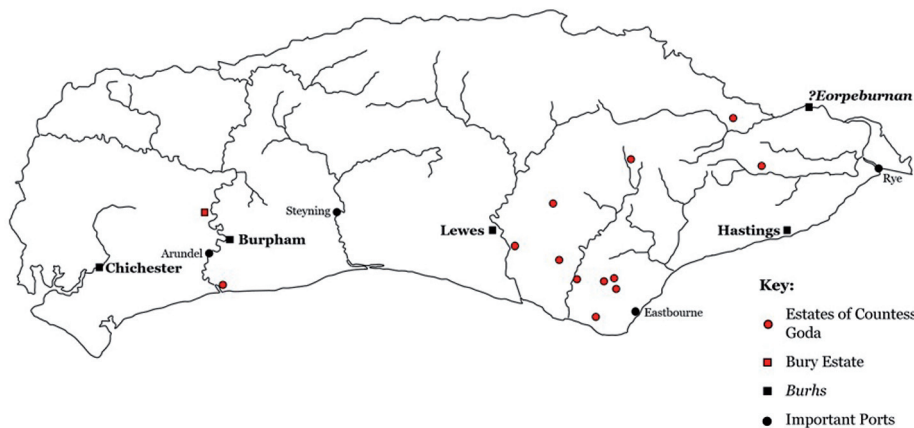 ?Eorpeburnan
Rye
Steyning
Lewes
Hastings
Burpham
Arundel
Chichester
Eastbourne
Key:
Estates of Countess
Goda
Bury Estate
Burhs
Important Ports